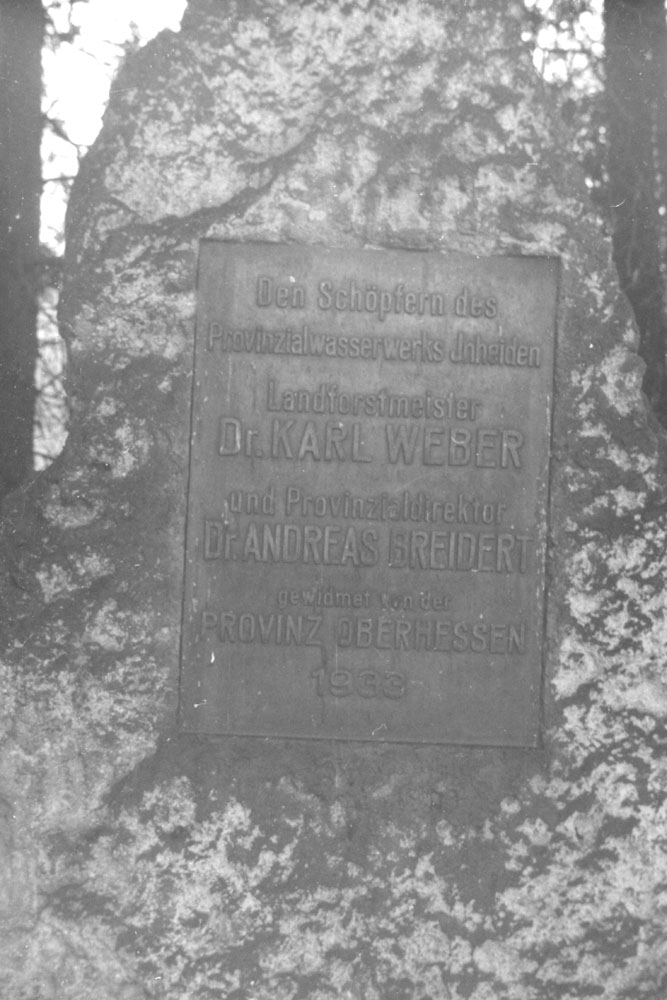 Den Schöpfern des
Provinzialwasserwerks Jnheiden
Landforstmeister
Dr. KARL WEBER
und Provinzialdirektor
Dr. ANDREAS BREIDERT
gewidmet von der
PROVINZ OBERHESSEN
1933